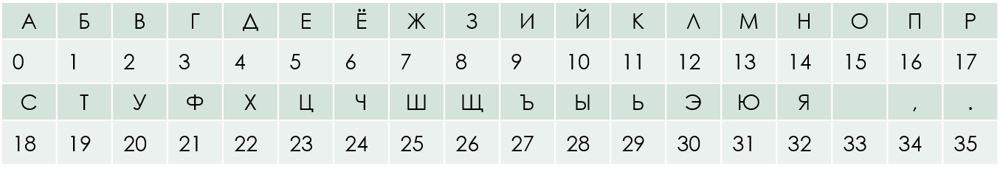 А Б В Г Д Е Ё Ж З И Й К Л М Н О П Р
0 1 2 3 4 5 6 7 8 9 10 11 12 13 14 15 16 17
С Т У Ф Х Ц Ч Ш Щ Ъ Ы Ь Э Ю Я , .
18 19 20 21 22 23 24 25 26 27 28 29 30 31 32 33 34 35